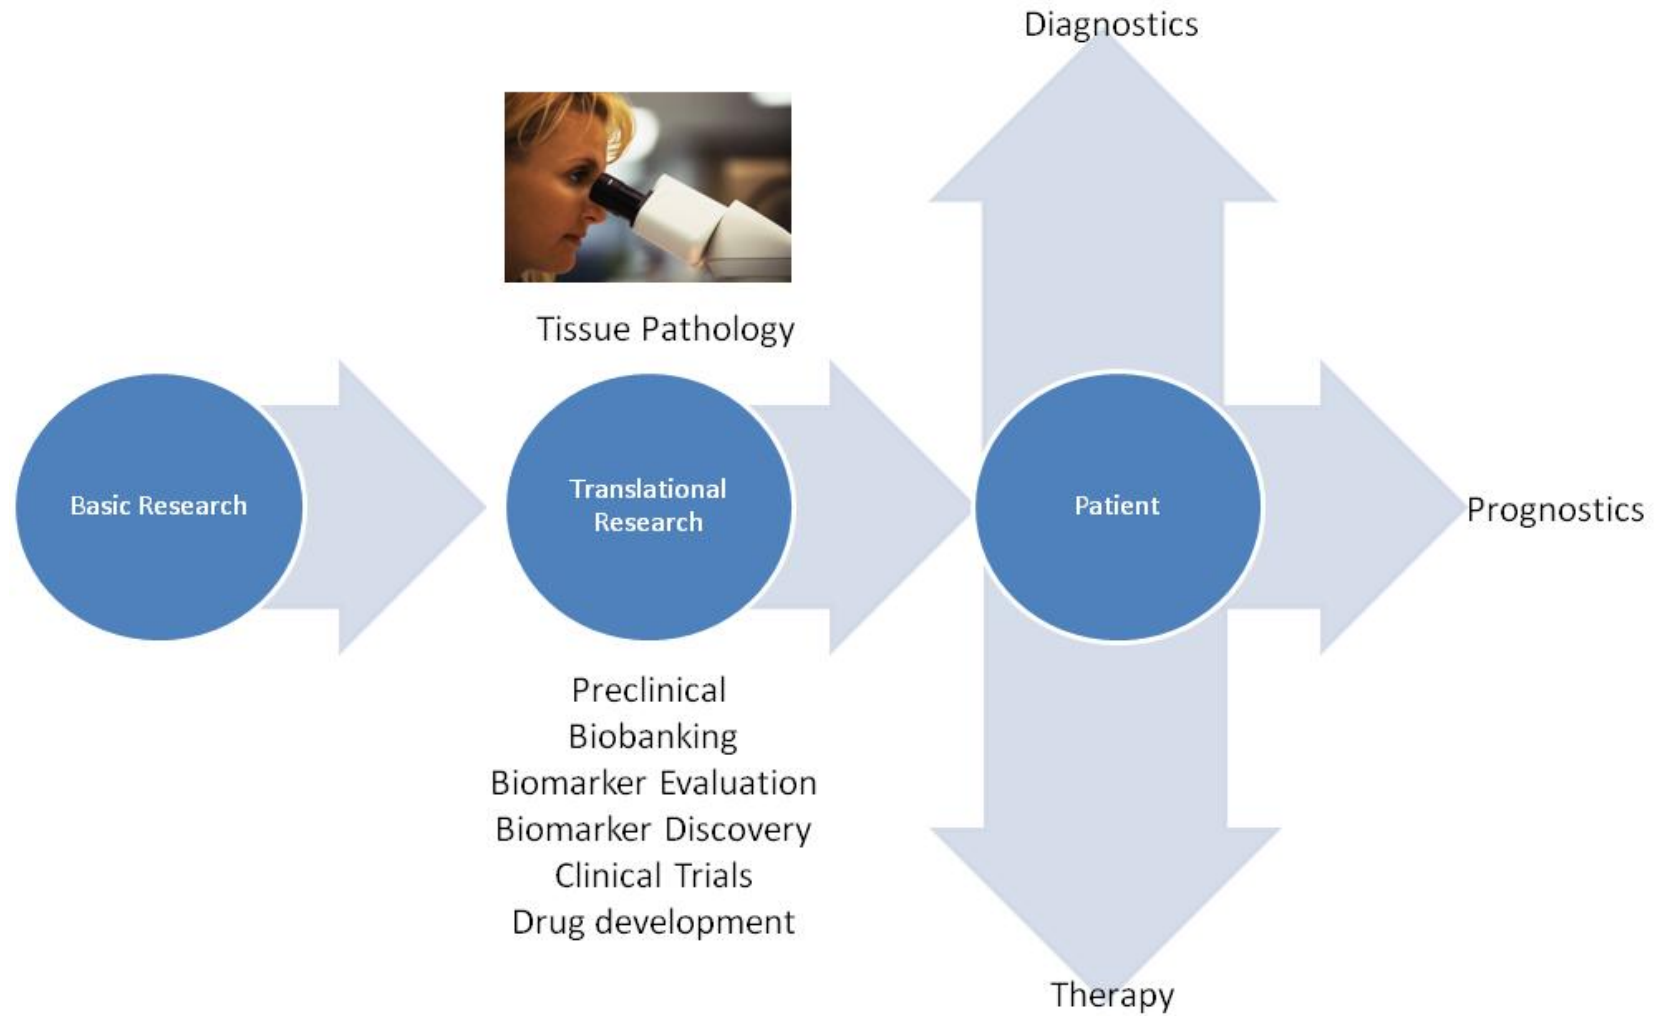 Diagnostics
Tissue Pathology
Basic Research
Translational
Research
Patient
Prognostics
Preclinical
Biobanking
Biomarker Evaluation
Biomarker Discovery
Clinical Trials
Drug development
Therapy